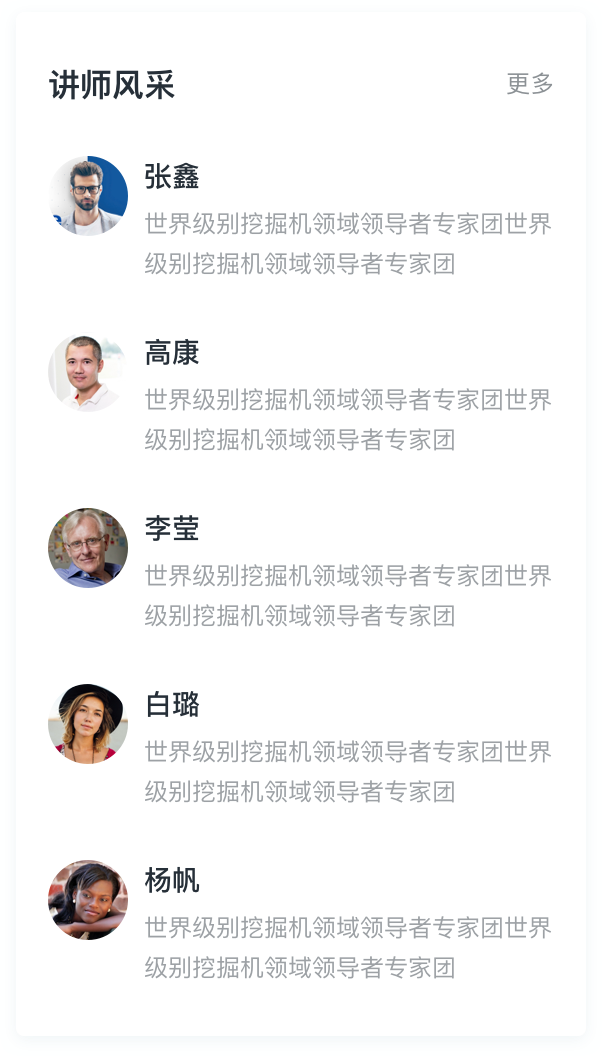 讲师风采 更多
张鑫
世界级别挖掘机领域领导者专家团世界
级别挖掘机领域领导者专家团
高康
世界级别挖掘机领域领导者专家团世界
级别挖掘机领域领导者专家团
李莹
世界级别挖掘机领域领导者专家团世界
级别挖掘机领域领导者专家团
白璐
世界级别挖掘机领域领导者专家团世界
级别挖掘机领域领导者专家团
杨帆
世界级别挖掘机领域领导者专家团世界
级别挖掘机领域领导者专家团